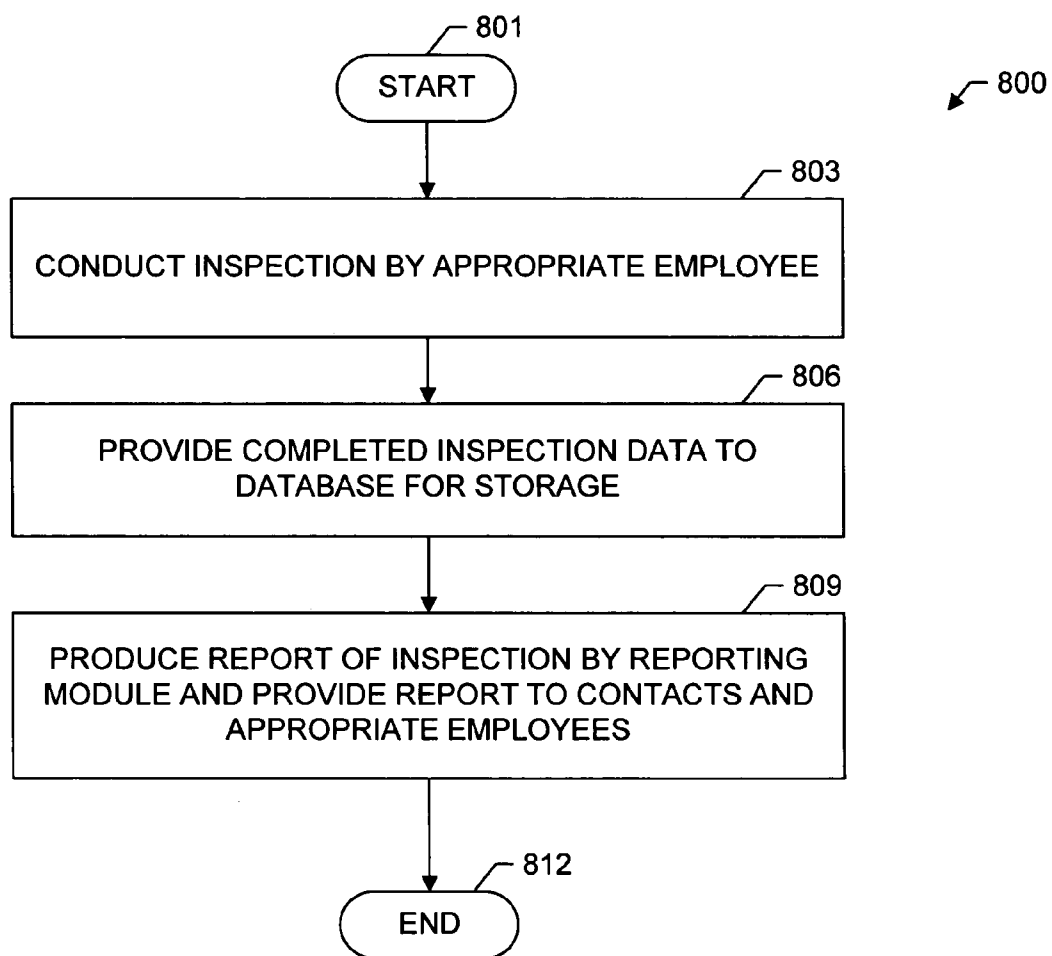 801
START
800
803
CONDUCT INSPECTION BY APPROPRIATE EMPLOYEE
806
PROVIDE COMPLETED INSPECTION DATA TO
DATABASE FOR STORAGE
809
PRODUCE REPORT OF INSPECTION BY REPORTING
MODULE AND PROVIDE REPORT TO CONTACTS AND
APPROPRIATE EMPLOYEES
812
END